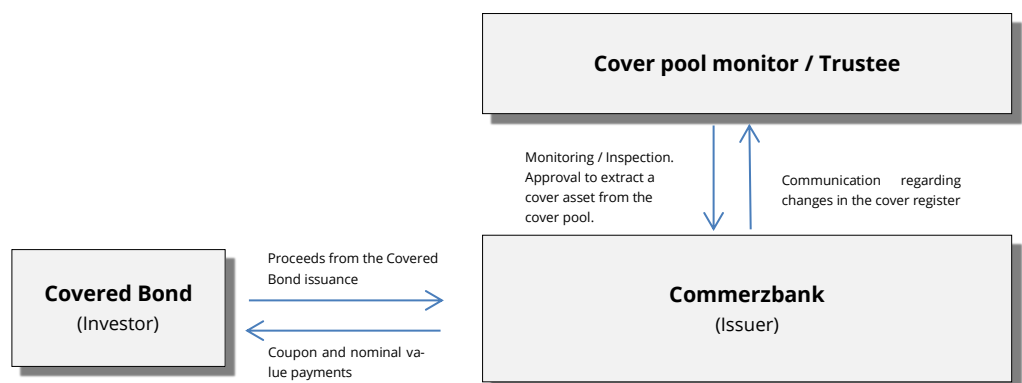 Cover pool monitor / Trustee
Monitoring / Inspection.
Approval to extract a
cover asset from the
cover pool.
Communication regarding
changes in the cover register
Covered Bond
(Investor)
Proceeds from the Covered
Bond issuance
Coupon and nominal va-
lue payments
Commerzbank
(Issuer)